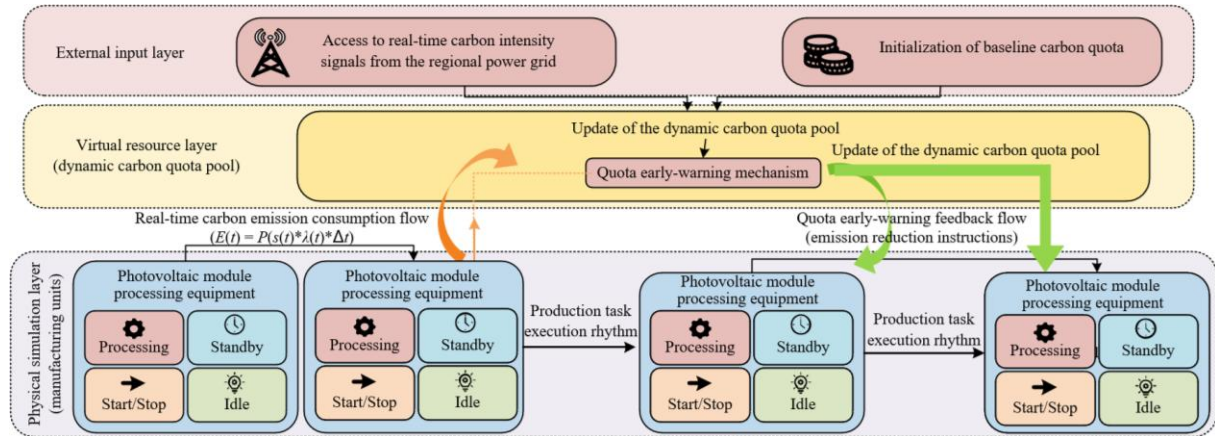 External input layer
Access to real-time carbon intensity
signals from the regional power grid
Initialization of baseline carbon quota
Virtual resource layer
(dynamic carbon quota pool)
Update of the dynamic carbon quota pool
Quota early-warning mechanism
Update of the dynamic carbon quota pool
Real-time carbon emission consumption flow
(E(t) = P(s(t)*λ(t)*Δt)
Quota early-warning feedback flow
(emission reduction instructions)
Physical simulation layer
(manufacturing units)
Photovoltaic module
processing equipment
Processing
Standby
Start/Stop
Idle
Photovoltaic module
processing equipment
Processing
Standby
Start/Stop
Idle
Production task
execution rhythm
Photovoltaic module
processing equipment
Processing
Standby
Start/Stop
Idle
Production task
execution rhythm
Photovoltaic module
processing equipment
Processing
Standby
Start/Stop
Idle